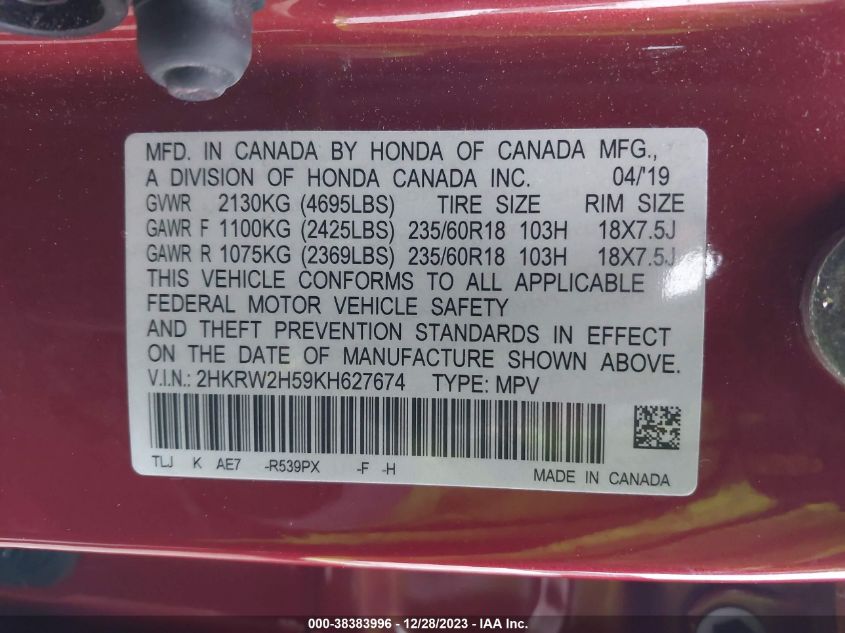 MFD. IN CANADA BY HONDA OF CANADA MFG.,
A DIVISION OF HONDA CANADA INC. 04/'19
GVWR 2130KG (4695LBS) TIRE SIZE RIM SIZE
GAWR F 1100KG (2425LBS) 235/60R18 103H 18X7.5J
GAWR R 1075KG (2369LBS) 235/60R18 103H 18X7.5J
THIS VEHICLE CONFORMS TO ALL APPLICABLE
FEDERAL MOTOR VEHICLE SAFETY
AND THEFT PREVENTION STANDARDS IN EFFECT
ON THE DATE OF MANUFACTURE SHOWN ABOVE.
V.I.N.: 2HKRW2H59KH627674 TYPE: MPV
TLJ K AE7 -R539PX -F -H
MADE IN CANADA
000-38383996 - 12/28/2023 - IAA Inc.